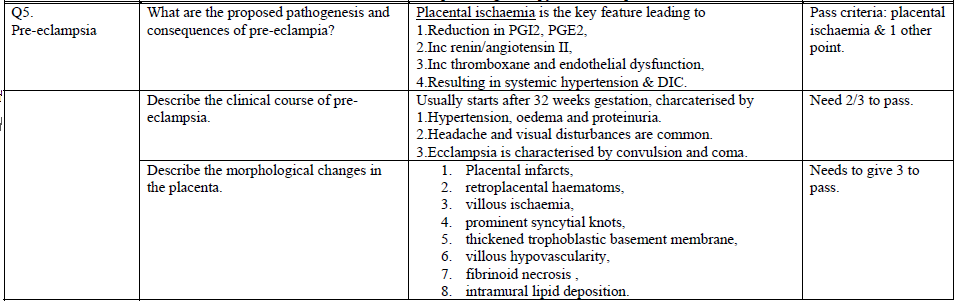 Q5.
Pre-eclampsia
What are the proposed pathogenesis and
consequences of pre-eclampia?
Placental ischaemia is the key feature leading to
1.Reduction in PGI2, PGE2,
2.Inc renin/angiotensin II,
3.Inc thromboxane and endothelial dysfunction,
4.Resulting in systemic hypertension & DIC.
Pass criteria: placental
ischaemia & 1 other
point.
Describe the clinical course of pre-
eclampsia.
Usually starts after 32 weeks gestation, charcaterised by
1.Hypertension, oedema and proteinuria.
2.Headache and visual disturbances are common.
3.Ecclampsia is characterised by convulsion and coma.
Need 2/3 to pass.
Describe the morphological changes in
the placenta.
1. Placental infarcts,
2. retroplacental haematoms,
3. villous ischaemia,
4. prominent syncytial knots,
5. thickened trophoblastic basement membrane,
6. villous hypovascularity,
7. fibrinoid necrosis ,
8. intramural lipid deposition.
Needs to give 3 to
pass.